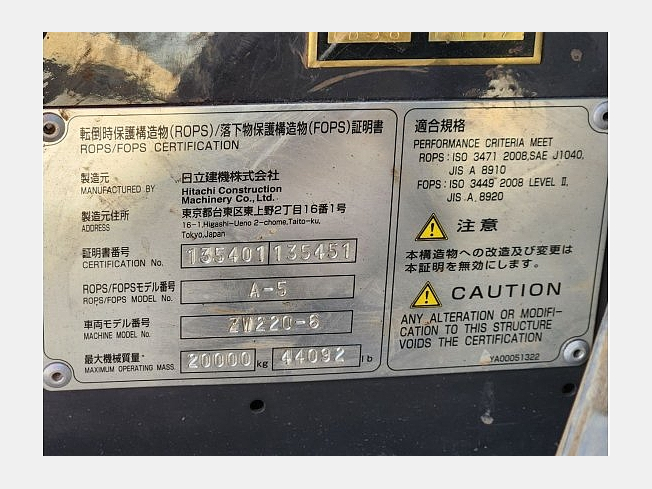 転倒時保護構造物(ROPS)/落下物保護構造物(FOPS)証明書
ROPS/FOPS CERTIFICATION
製造元
MANUFACTURED BY
日立建機株式会社
Hitachi Construction
Machinery Co., Ltd.
製造元住所
ADDRESS
東京都台東区東上野2丁目16番1号
16-1,Higashi-Ueno 2-chome,Taito-ku,
Tokyo,Japan
証明書番号
CERTIFICATION No.
135401 135451
ROPS/FOPSモデル番号
ROPS/FOPS MODEL No.
A-5
車両モデル番号
MACHINE MODEL No.
ZW220-6
最大機械質量
MAXIMUM OPERATING MASS.
20000 kg 44092 lb
適合規格
PERFORMANCE CRITERIA MEET
ROPS : ISO 3471 2008,SAE J1040,
JIS A 8910
FOPS : ISO 3449 2008 LEVEL II,
JIS A 8920
注意
本構造物への改造及び変更は
本証明を無効にします。
CAUTION
ANY ALTERATION OR MODIFI-
CATION TO THIS STRUCTURE
VOIDS THE CERTIFICATION
YA00051322